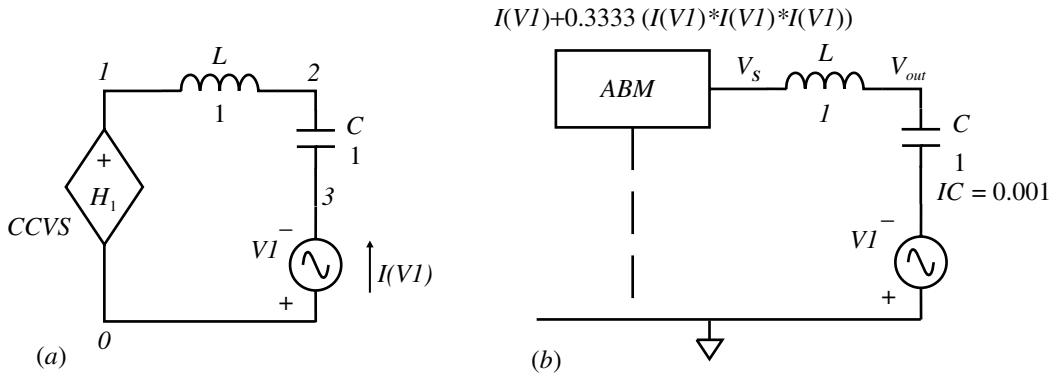 I(V1)+0.3333 (I(V1)*I(V1)*I(V1))
1
L
1
2
C
1
3
+
H1
CCVS
V1
−
+
I(V1)
0
(a)
ABM
Vs
L
1
Vout
C
1
IC = 0.001
V1
−
+
(b)